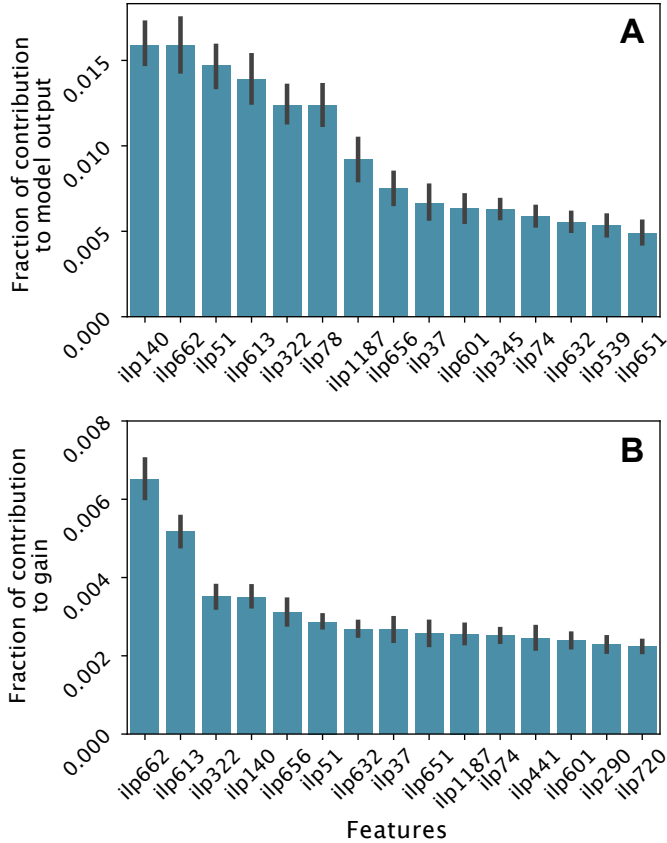 A
Fraction of contribution
to model output
0.015
0.010
0.005
0.000
ilp140 ilp662 ilp51 ilp613 ilp322 ilp78 ilp1187 ilp656 ilp37 ilp601 ilp345 ilp74 ilp632 ilp539 ilp651
B
Fraction of contribution
to gain
0.008
0.006
0.004
0.002
0.000
ilp662 ilp613 ilp322 ilp140 ilp656 ilp51 ilp632 ilp37 ilp651 ilp1187 ilp74 ilp441 ilp601 ilp290 ilp720
Features